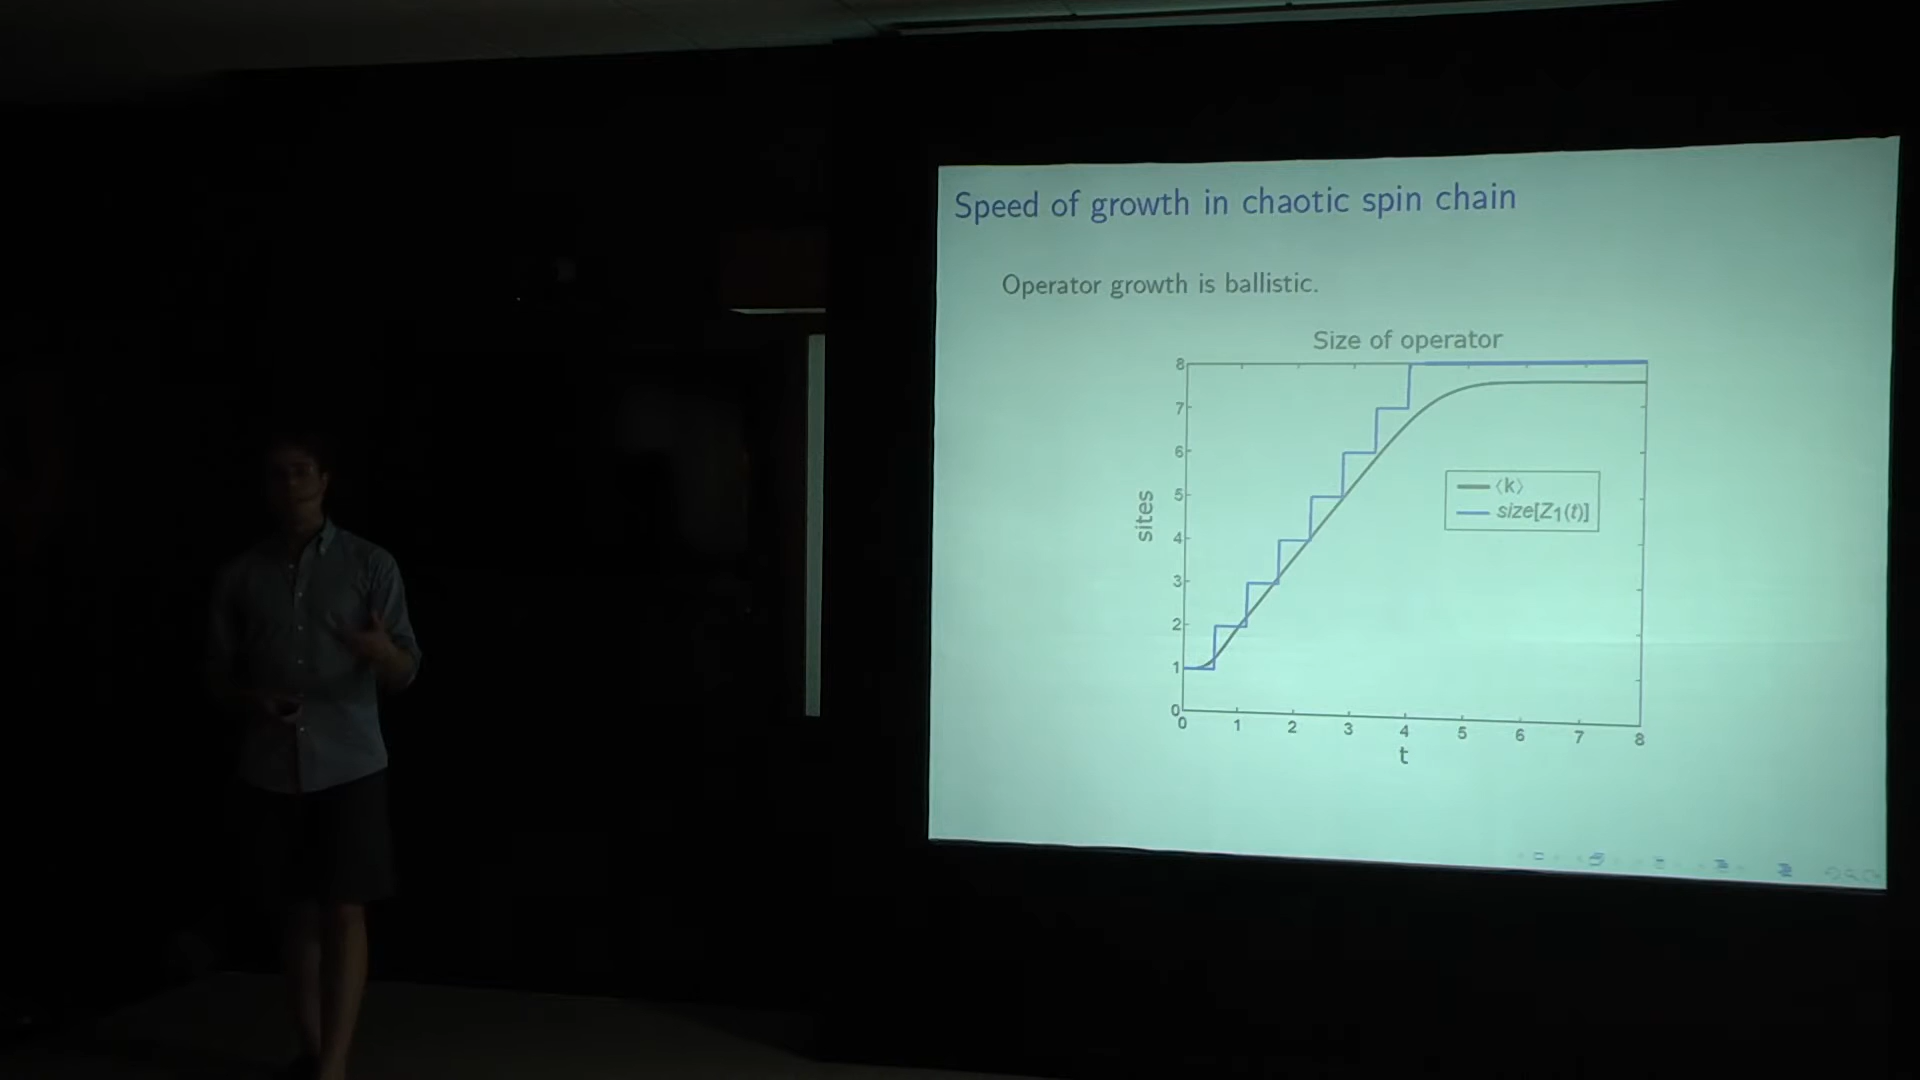 Speed of growth in chaotic spin chain
Operator growth is ballistic.
Size of operator
8
7
6
5
4
3
2
1
0
sites
⟨k⟩
size[Z₁(t)]
0 1 2 3 4 5 6 7 8
t